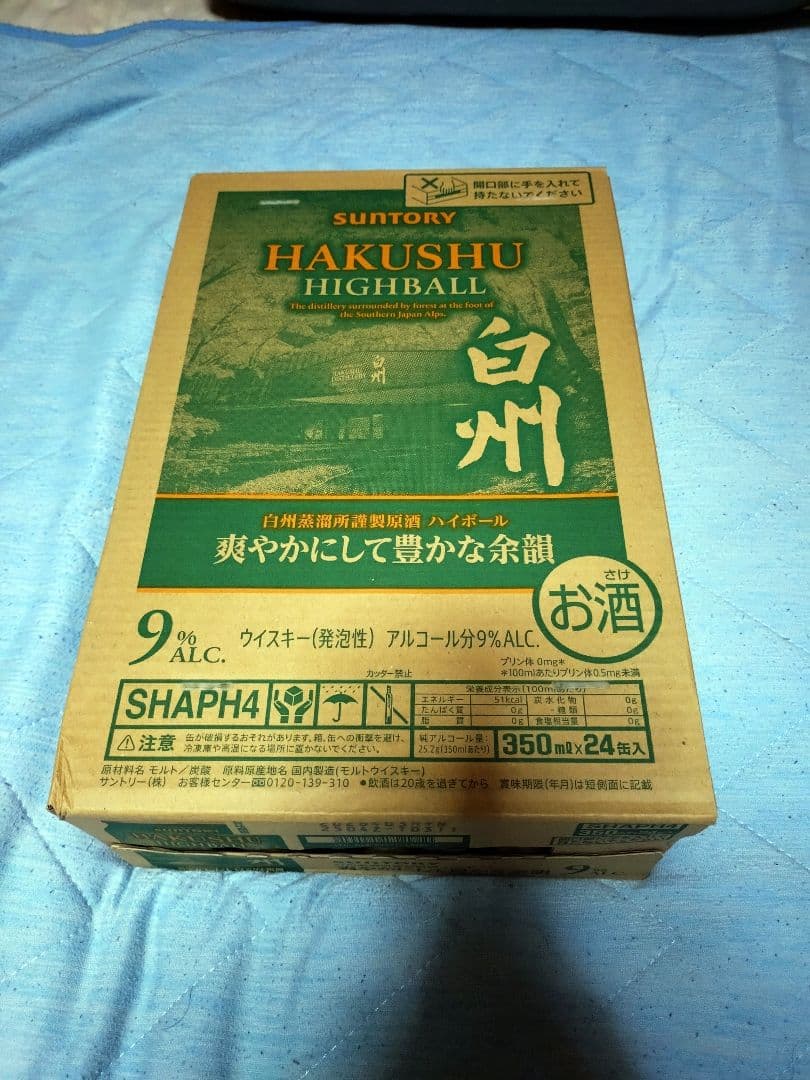 開口部に手を入れて
持たないでください
SUNTORY
HAKUSHU
HIGHBALL
The distillery surrounded by forest at the foot of
the Southern Japan Alps.
白州
白州
白州蒸溜所謹製原酒 ハイボール
爽やかにして豊かな余韻
さけ
お酒
9%
ALC.
ウイスキー(発泡性) アルコール分9%ALC.
プリン体 0mg*
*100mlあたりプリン体0.5mg未満
カッター禁止
SHAPH4
栄養成分表示(100mlあたり)
エネルギー 51kcal 炭水化物 0g
たんぱく質 0g -糖類 0g
脂質 0g 食塩相当量 0g
注意 缶が破損するおそれがあります。箱、缶への衝撃を避け、
冷凍庫や高温になる場所に置かないでください。
純アルコール量:
25.2g(350mlあたり)
350ml×24缶入
原材料名 モルト/炭酸 原料原産地名 国内製造(モルトウイスキー)
サントリー(株) お客様センター 0120-139-310 ●飲酒は20歳を過ぎてから 賞味期限(年月)は短側面に記載
SUNTORY
HAKUSHU
SHAPH4
9%